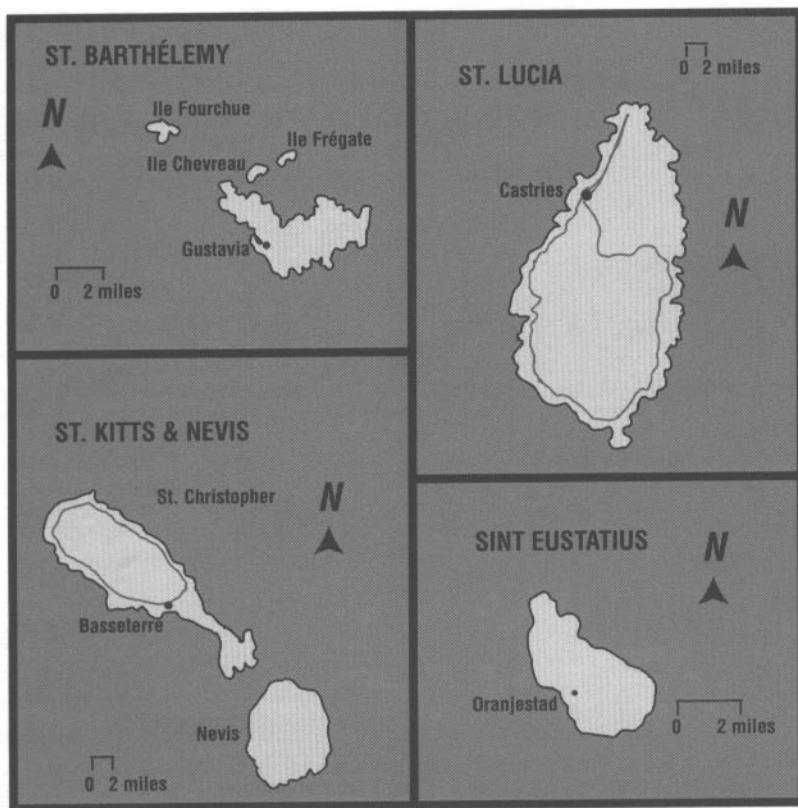 ST. BARTHÉLEMY
N
Ile Fourchue
Ile Frégate
Ile Chevreau
Gustavia
0 2 miles
ST. LUCIA
0 2 miles
Castries
N
ST. KITTS & NEVIS
St. Christopher
N
Basseterre
Nevis
0 2 miles
SINT EUSTATIUS
N
Oranjestad
0 2 miles